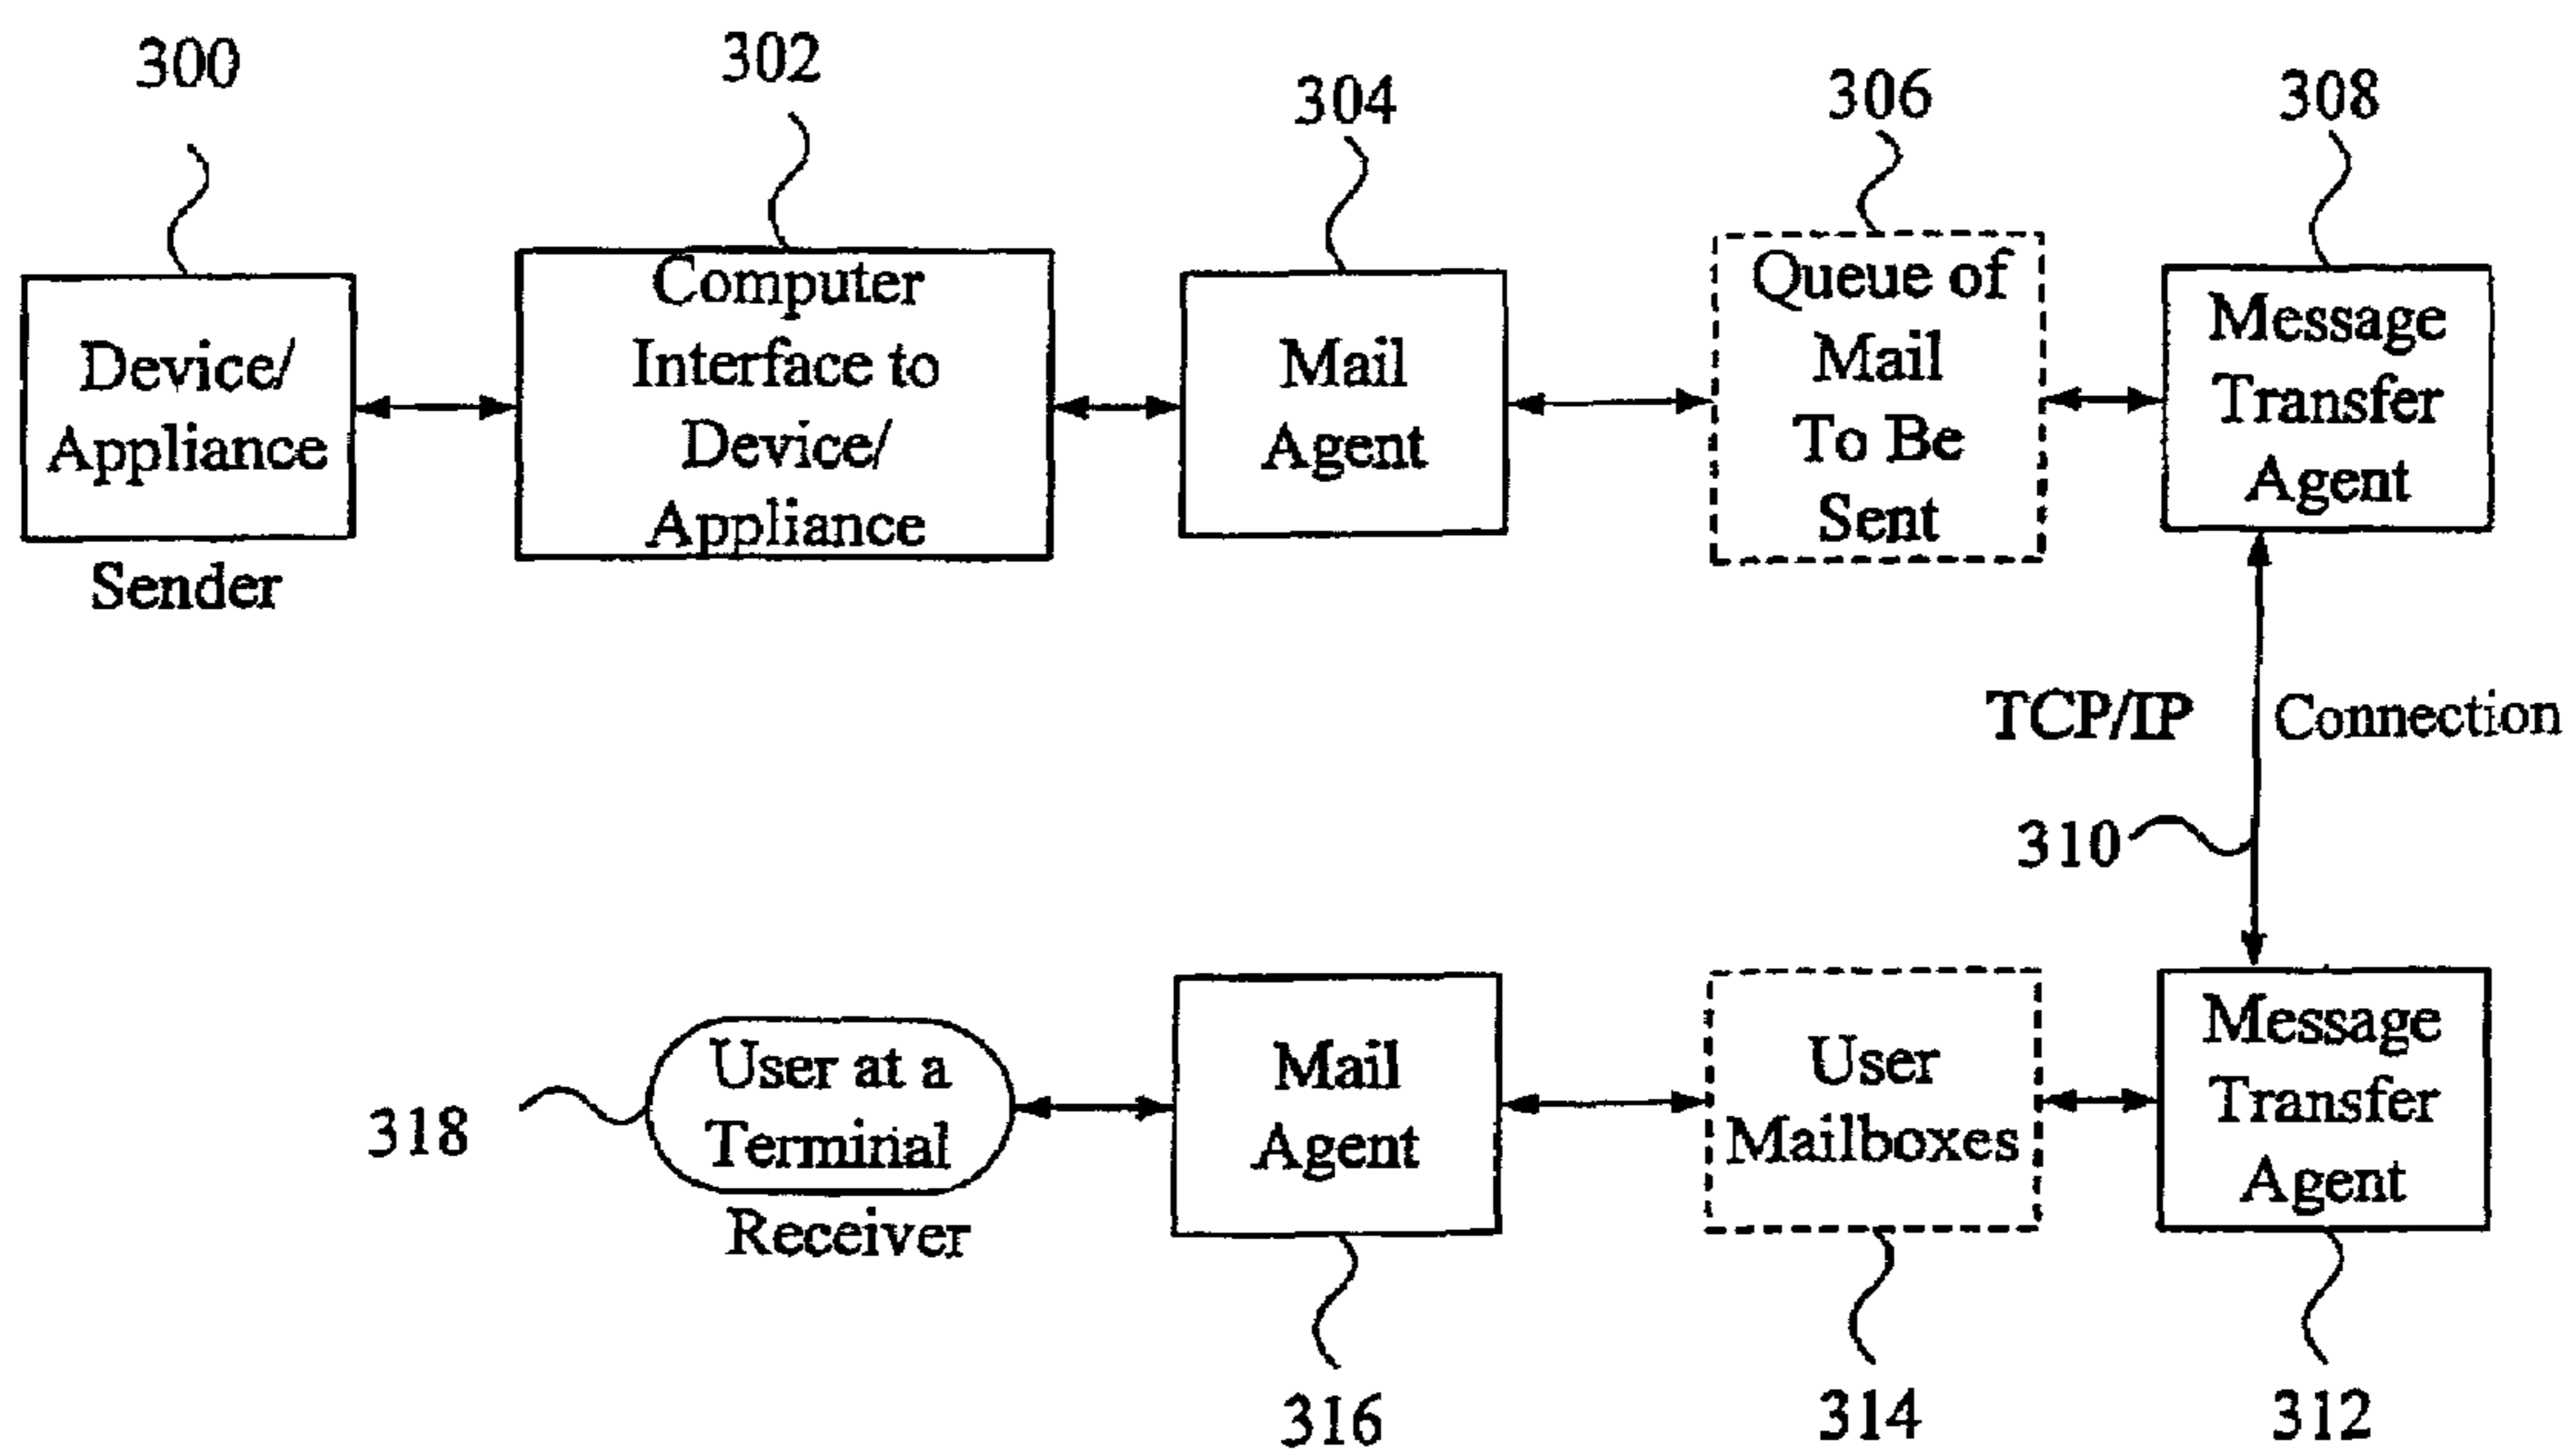 300
302
304
306
308
Device/
Appliance
Sender
Computer
Interface to
Device/
Appliance
Mail
Agent
Queue of
Mail
To Be
Sent
Message
Transfer
Agent
TCP/IP Connection
310
318
User at a
Terminal
Receiver
Mail
Agent
User
Mailboxes
Message
Transfer
Agent
316
314
312